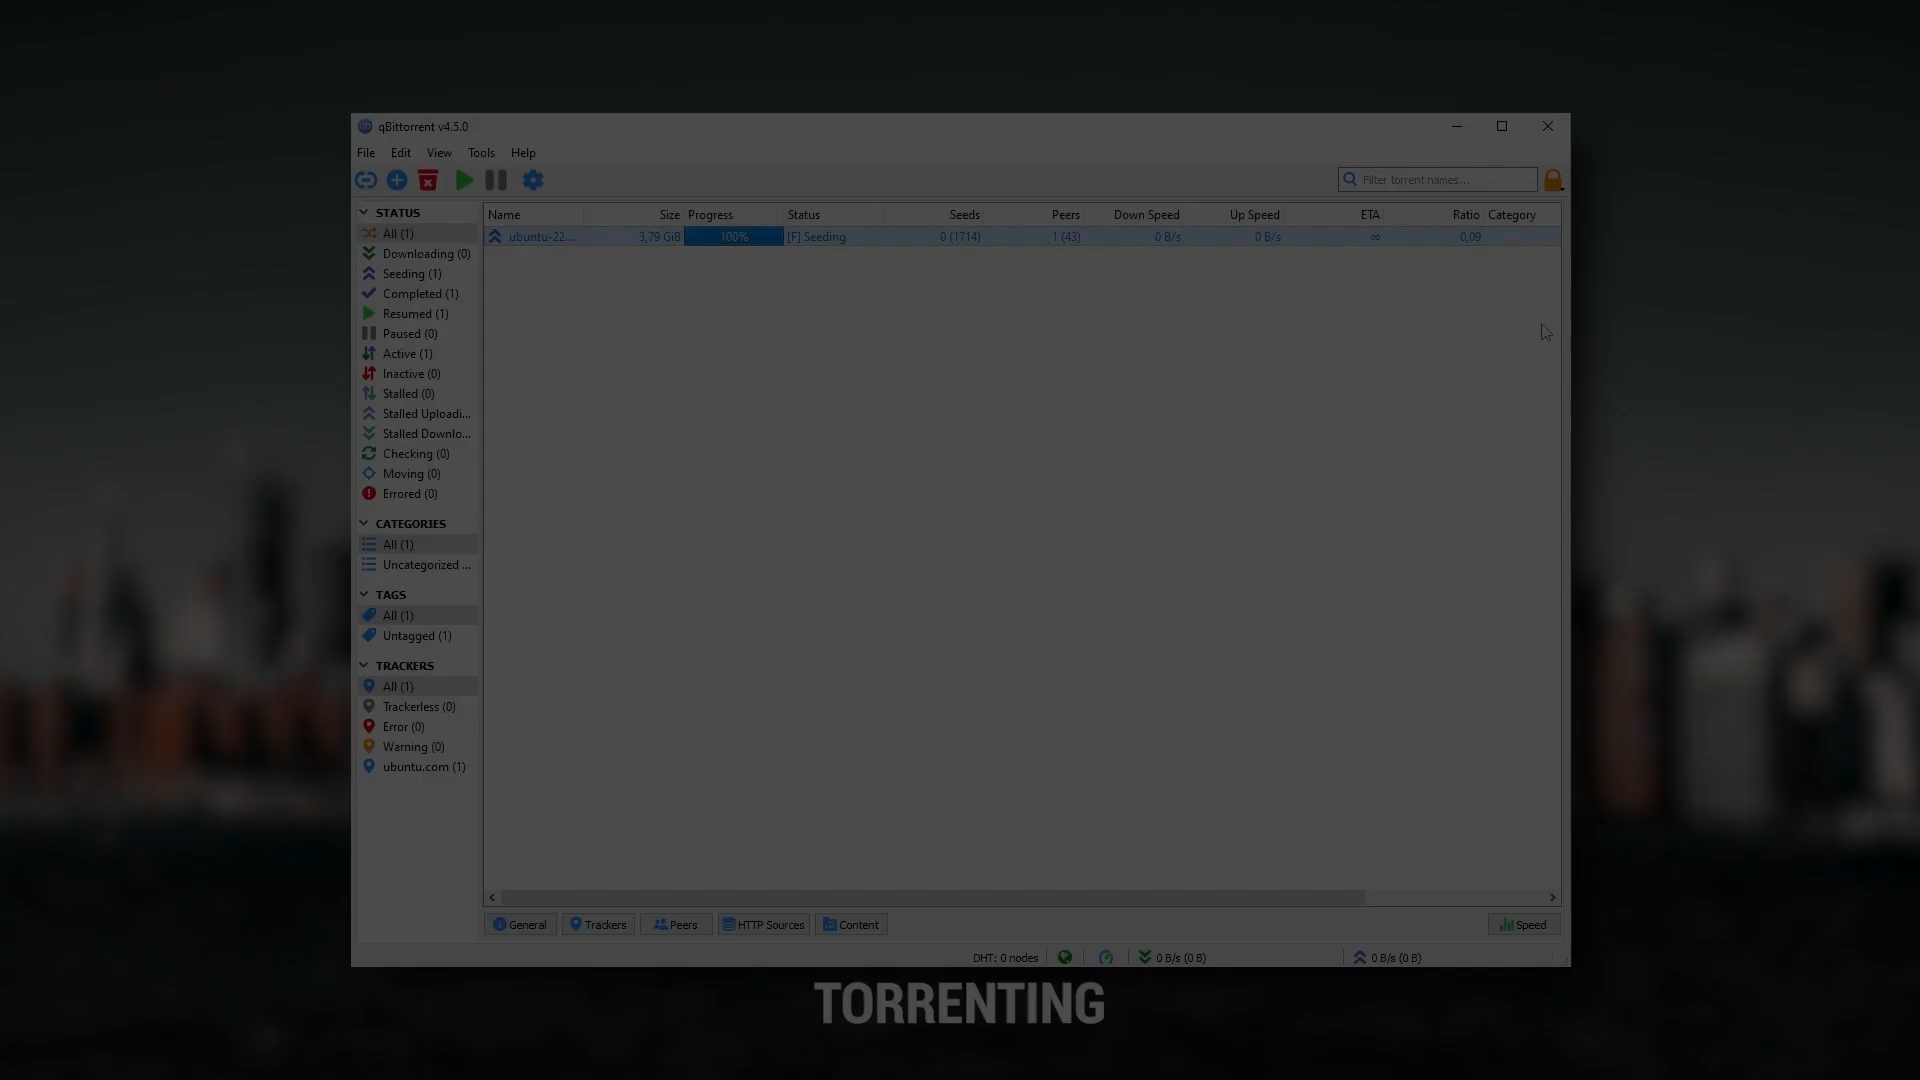 qBittorrent v4.5.0
File Edit View Tools Help
Filter torrent names...
STATUS
All (1)
Downloading (0)
Seeding (1)
Completed (1)
Resumed (1)
Paused (0)
Active (1)
Inactive (0)
Stalled (0)
Stalled Uploadi...
Stalled Downlo...
Checking (0)
Moving (0)
Errored (0)
CATEGORIES
All (1)
Uncategorized ...
TAGS
All (1)
Untagged (1)
TRACKERS
All (1)
Trackerless (0)
Error (0)
Warning (0)
ubuntu.com (1)
Name Size Progress Status Seeds Peers Down Speed Up Speed ETA Ratio Category
ubuntu-22.... 3,79 GiB 100% [F] Seeding 0 (1714) 1 (43) 0 B/s 0 B/s ∞ 0,09
General Trackers Peers HTTP Sources Content Speed
DHT: 0 nodes 0 B/s (0 B) 0 B/s (0 B)
TORRENTING